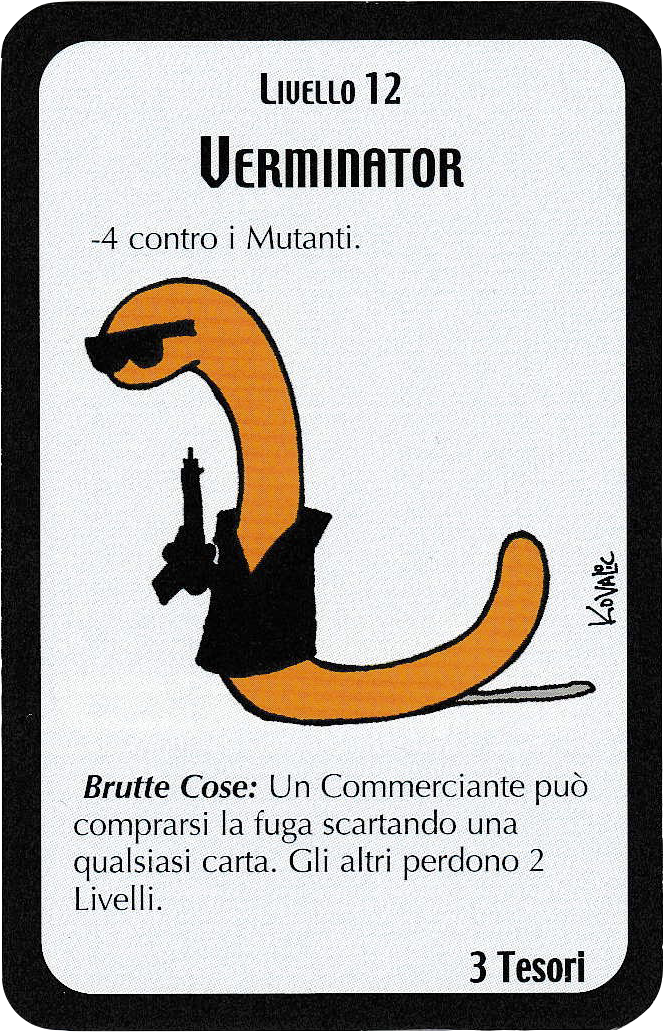 Livello 12
Verminator
-4 contro i Mutanti.
Kovalic
Brutte Cose: Un Commerciante può
comprarsi la fuga scartando una
qualsiasi carta. Gli altri perdono 2
Livelli.
3 Tesori